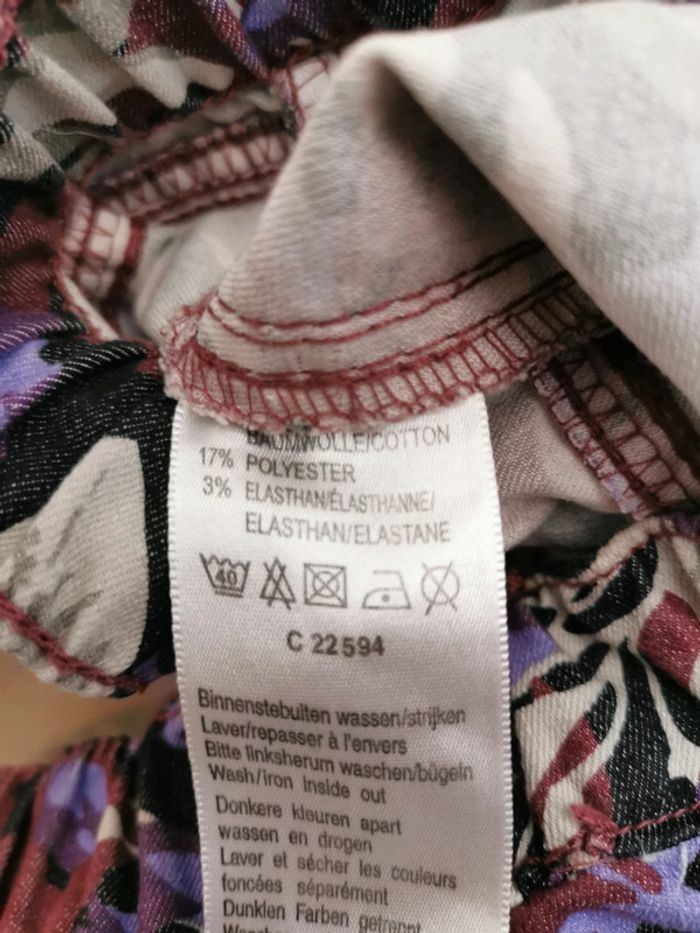 BAUMWOLLE/COTTON
17% POLYESTER
3% ELASTHAN/ÉLASTHANNE/
ELASTHAN/ELASTANE
40
C 22594
Binnenstebuiten wassen/strijken
Laver/repasser à l'envers
Bitte linksherum waschen/bügeln
Wash/iron inside out
Donkere kleuren apart
wassen en drogen
Laver et sécher les couleurs
foncées séparément
Dunklen Farben getrennt